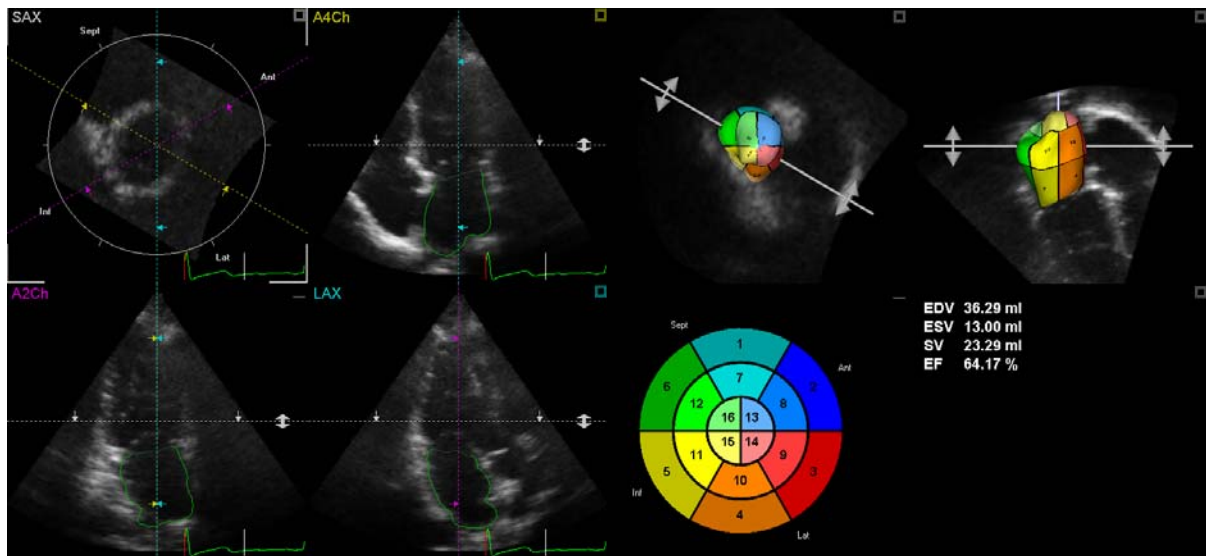 SAX
Sept
Ant
Inf
Lat
A4Ch
A2Ch
LAX
Sept
Ant
Inf
Lat
1
2
3
4
5
6
7
8
9
10
11
12
13
14
15
16
EDV 36.29 ml
ESV 13.00 ml
SV 23.29 ml
EF 64.17 %